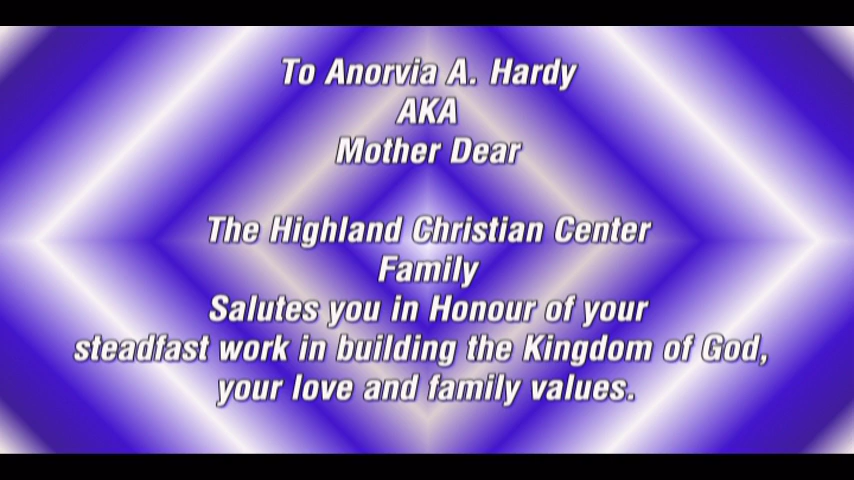 To Anorvia A. Hardy
AKA
Mother Dear
The Highland Christian Center
Family
Salutes you in Honour of your
steadfast work in building the Kingdom of God,
your love and family values.